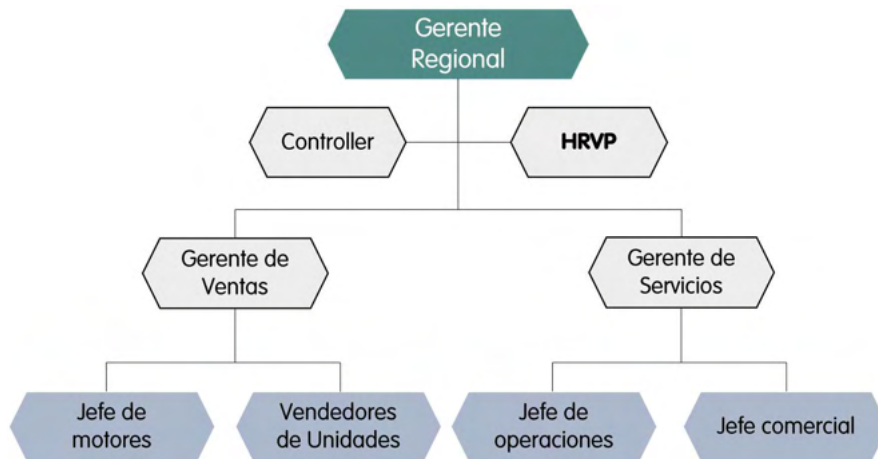 Gerente
Regional
Controller
HRVP
Gerente de
Ventas
Gerente de
Servicios
Jefe de
motores
Vendedores
de Unidades
Jefe de
operaciones
Jefe comercial